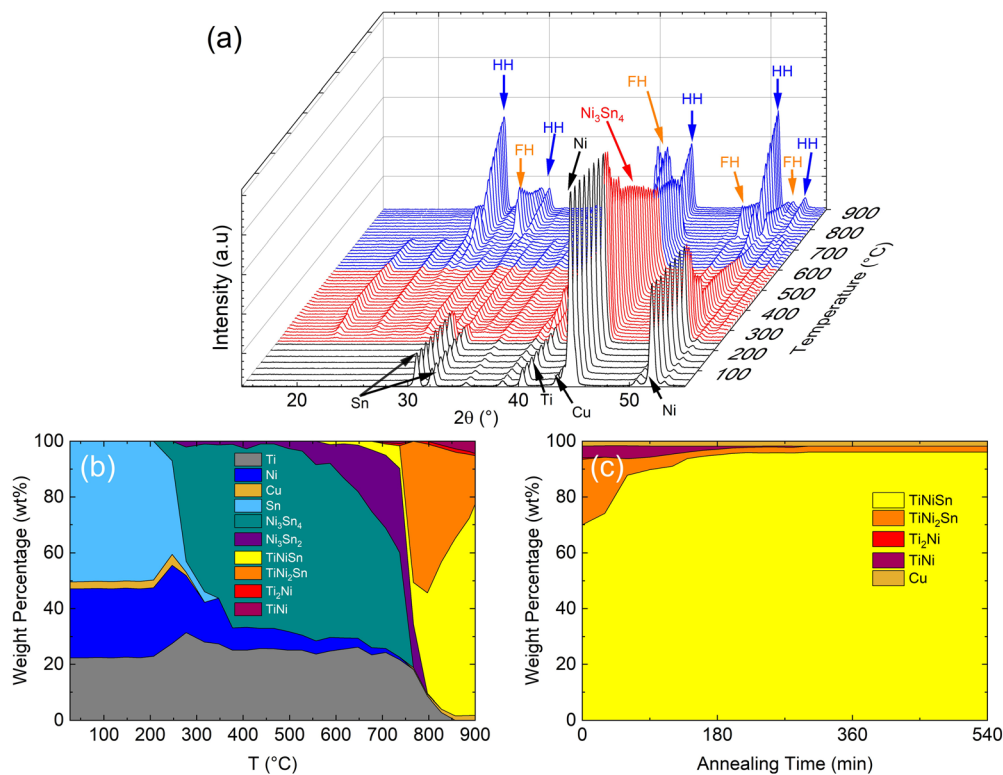 (a)
HH
FH
HH
HH
HH
Ni₃Sn₄
Ni
FH
HH
FH
FH
HH
Intensity (a.u)
900
800
700
600
500
400
300
200
100
Temperature (°C)
Sn
Ti
Cu
Ni
20
30
40
50
2θ (°)
(b)
Weight Percentage (wt%)
100
80
60
40
20
0
Ti
Ni
Cu
Sn
Ni₃Sn₄
Ni₃Sn₂
TiNiSn
TiNi₂Sn
Ti₂Ni
TiNi
100 200 300 400 500 600 700 800 900
T (°C)
(c)
Weight Percentage (wt%)
100
80
60
40
20
0
TiNiSn
TiNi₂Sn
Ti₂Ni
TiNi
Cu
0 180 360 540
Annealing Time (min)